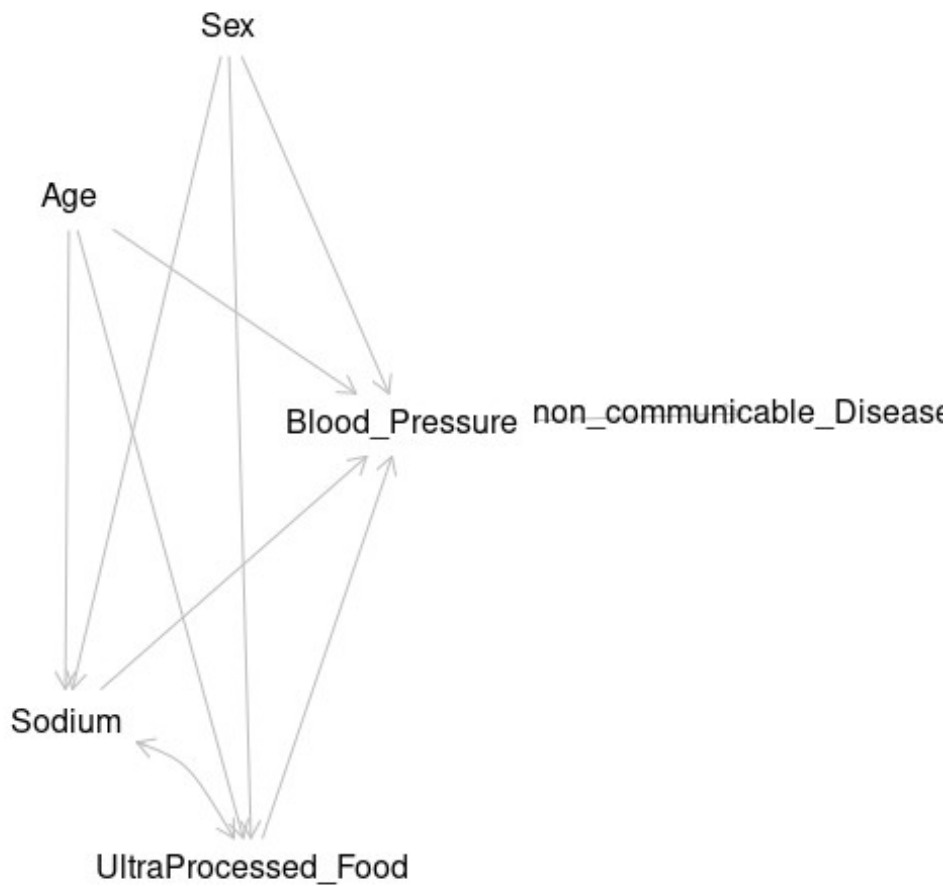 Sex
Age
Blood_Pressure
non_communicable_Disease
Sodium
UltraProcessed_Food